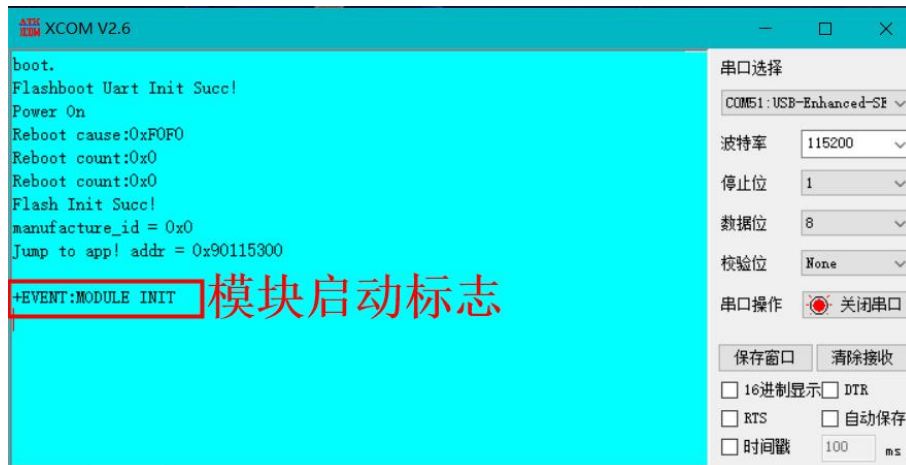 ATK XCOM XCOM V2.6
boot.
Flashboot Uart Init Succ!
Power On
Reboot cause:0xF0F0
Reboot count:0x0
Reboot count:0x0
Flash Init Succ!
manufacture_id = 0x0
Jump to app! addr = 0x90115300
+EVENT:MODULE INIT 模块启动标志
串口选择
COM51:USB-Enhanced-SE
波特率 115200
停止位 1
数据位 8
校验位 None
串口操作 关闭串口
保存窗口 清除接收
16进制显示 DTR
RTS 自动保存
时间戳 100 ms